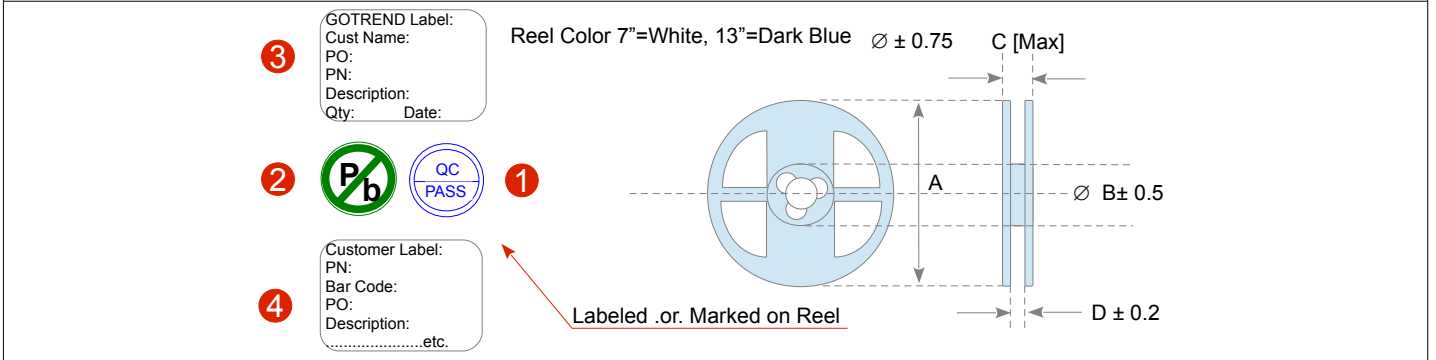 3
GOTREND Label:
Cust Name:
PO:
PN:
Description:
Qty: Date:
Reel Color 7”=White, 13”=Dark Blue
∅ ± 0.75
C [Max]
2
Pb
QC
PASS
1
A
∅ B± 0.5
4
Customer Label:
PN:
Bar Code:
PO:
Description:
......................etc.
Labeled .or. Marked on Reel
D ± 0.2